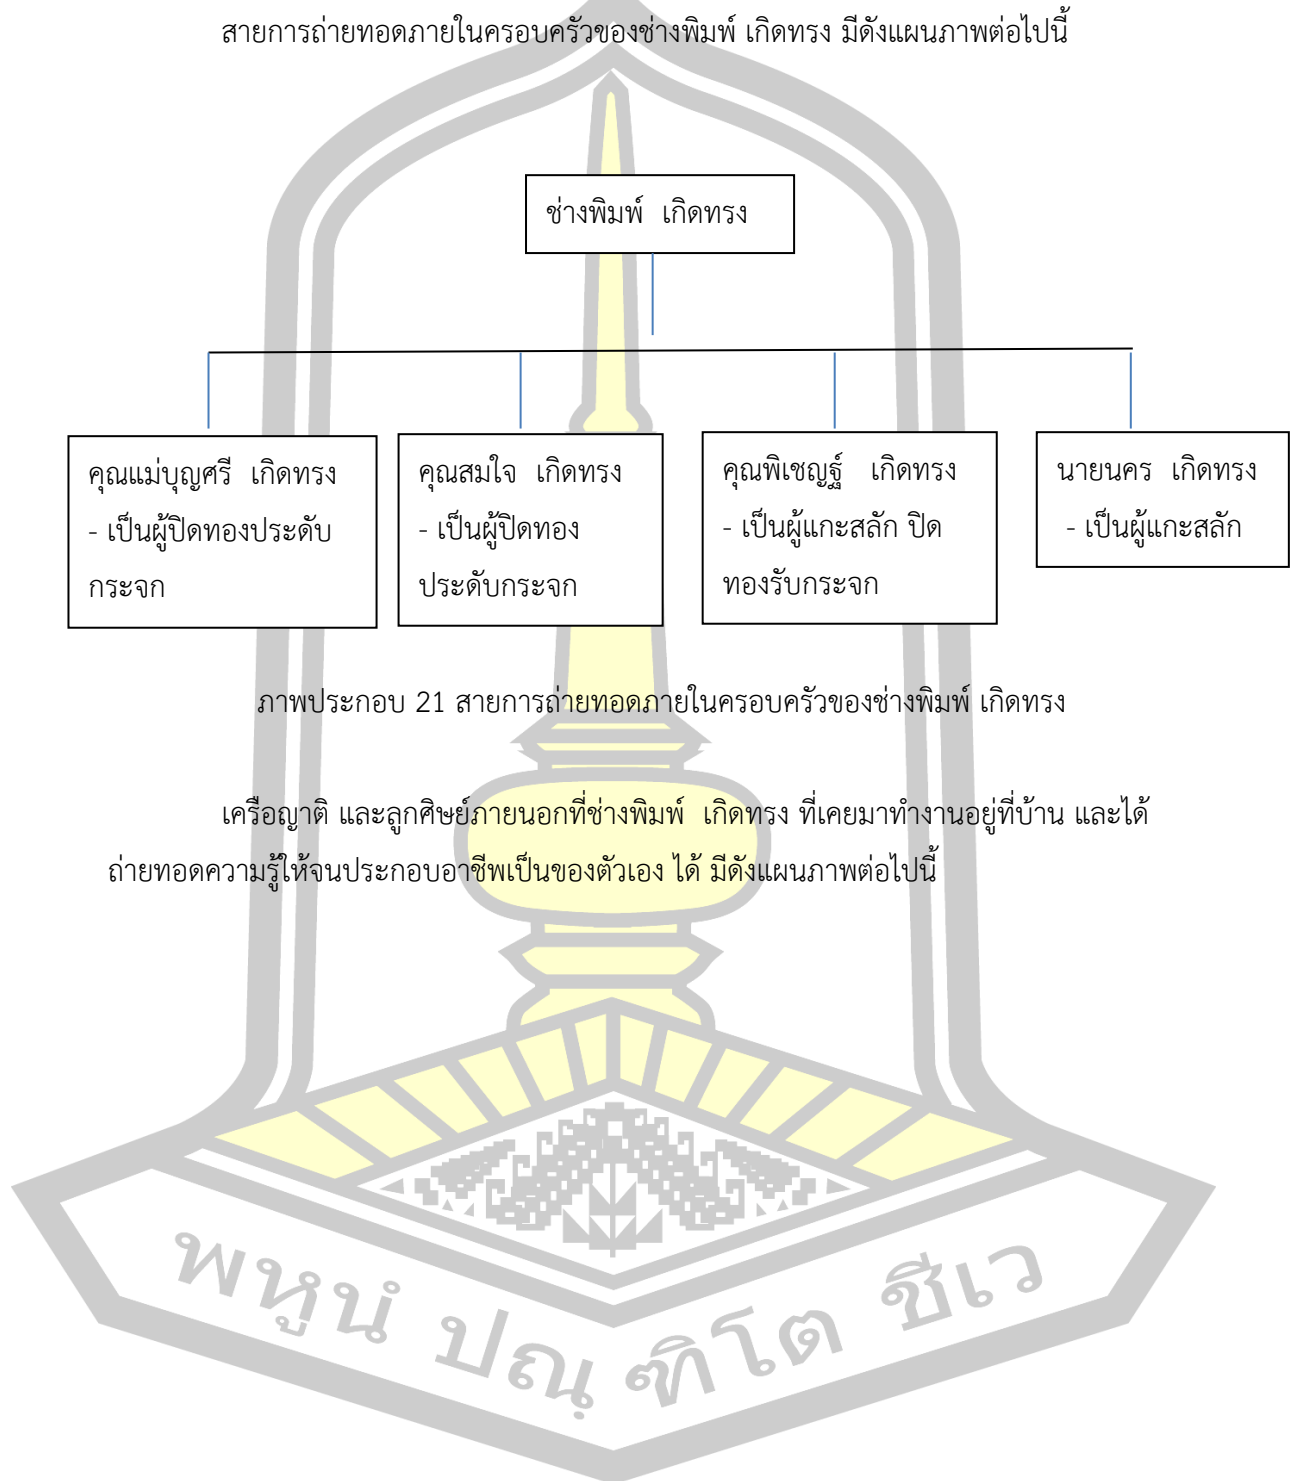 สายการถ่ายทอดภายในครอบครัวของช่างพิมพ์ เกิดทรง มีดังแผนภาพต่อไปนี้
ช่างพิมพ์ เกิดทรง
คุณแม่บุญศรี เกิดทรง
- เป็นผู้ปิดทองประดับ
กระจก
คุณสมใจ เกิดทรง
- เป็นผู้ปิดทอง
ประดับกระจก
คุณพิเชญฐ์ เกิดทรง
- เป็นผู้แกะสลัก ปิด
ทองรับกระจก
นายนคร เกิดทรง
- เป็นผู้แกะสลัก
ภาพประกอบ 21 สายการถ่ายทอดภายในครอบครัวของช่างพิมพ์ เกิดทรง
เครือญาติ และลูกศิษย์ภายนอกที่ช่างพิมพ์ เกิดทรง ที่เคยมาทำงานอยู่ที่บ้าน และได้
ถ่ายทอดความรู้ให้จนประกอบอาชีพเป็นของตัวเอง ได้ มีดังแผนภาพต่อไปนี้
พหูนํ ปณฺฑิโต ชีเว